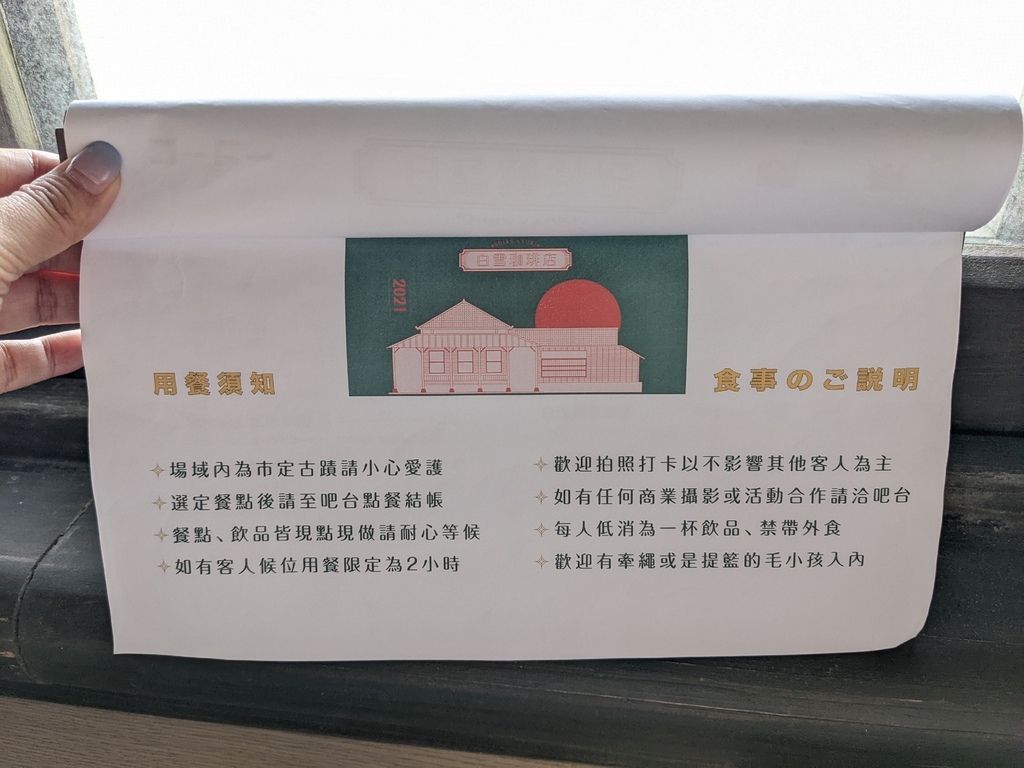 白雪珈琲店
2021
用餐須知
食事のご説明
場域內為市定古蹟請小心愛護
選定餐點後請至吧台點餐結帳
餐點、飲品皆現點現做請耐心等候
如有客人候位用餐限定為2小時
歡迎拍照打卡以不影響其他客人為主
如有任何商業攝影或活動合作請洽吧台
每人低消為一杯飲品、禁帶外食
歡迎有牽繩或是提籃的毛小孩入內